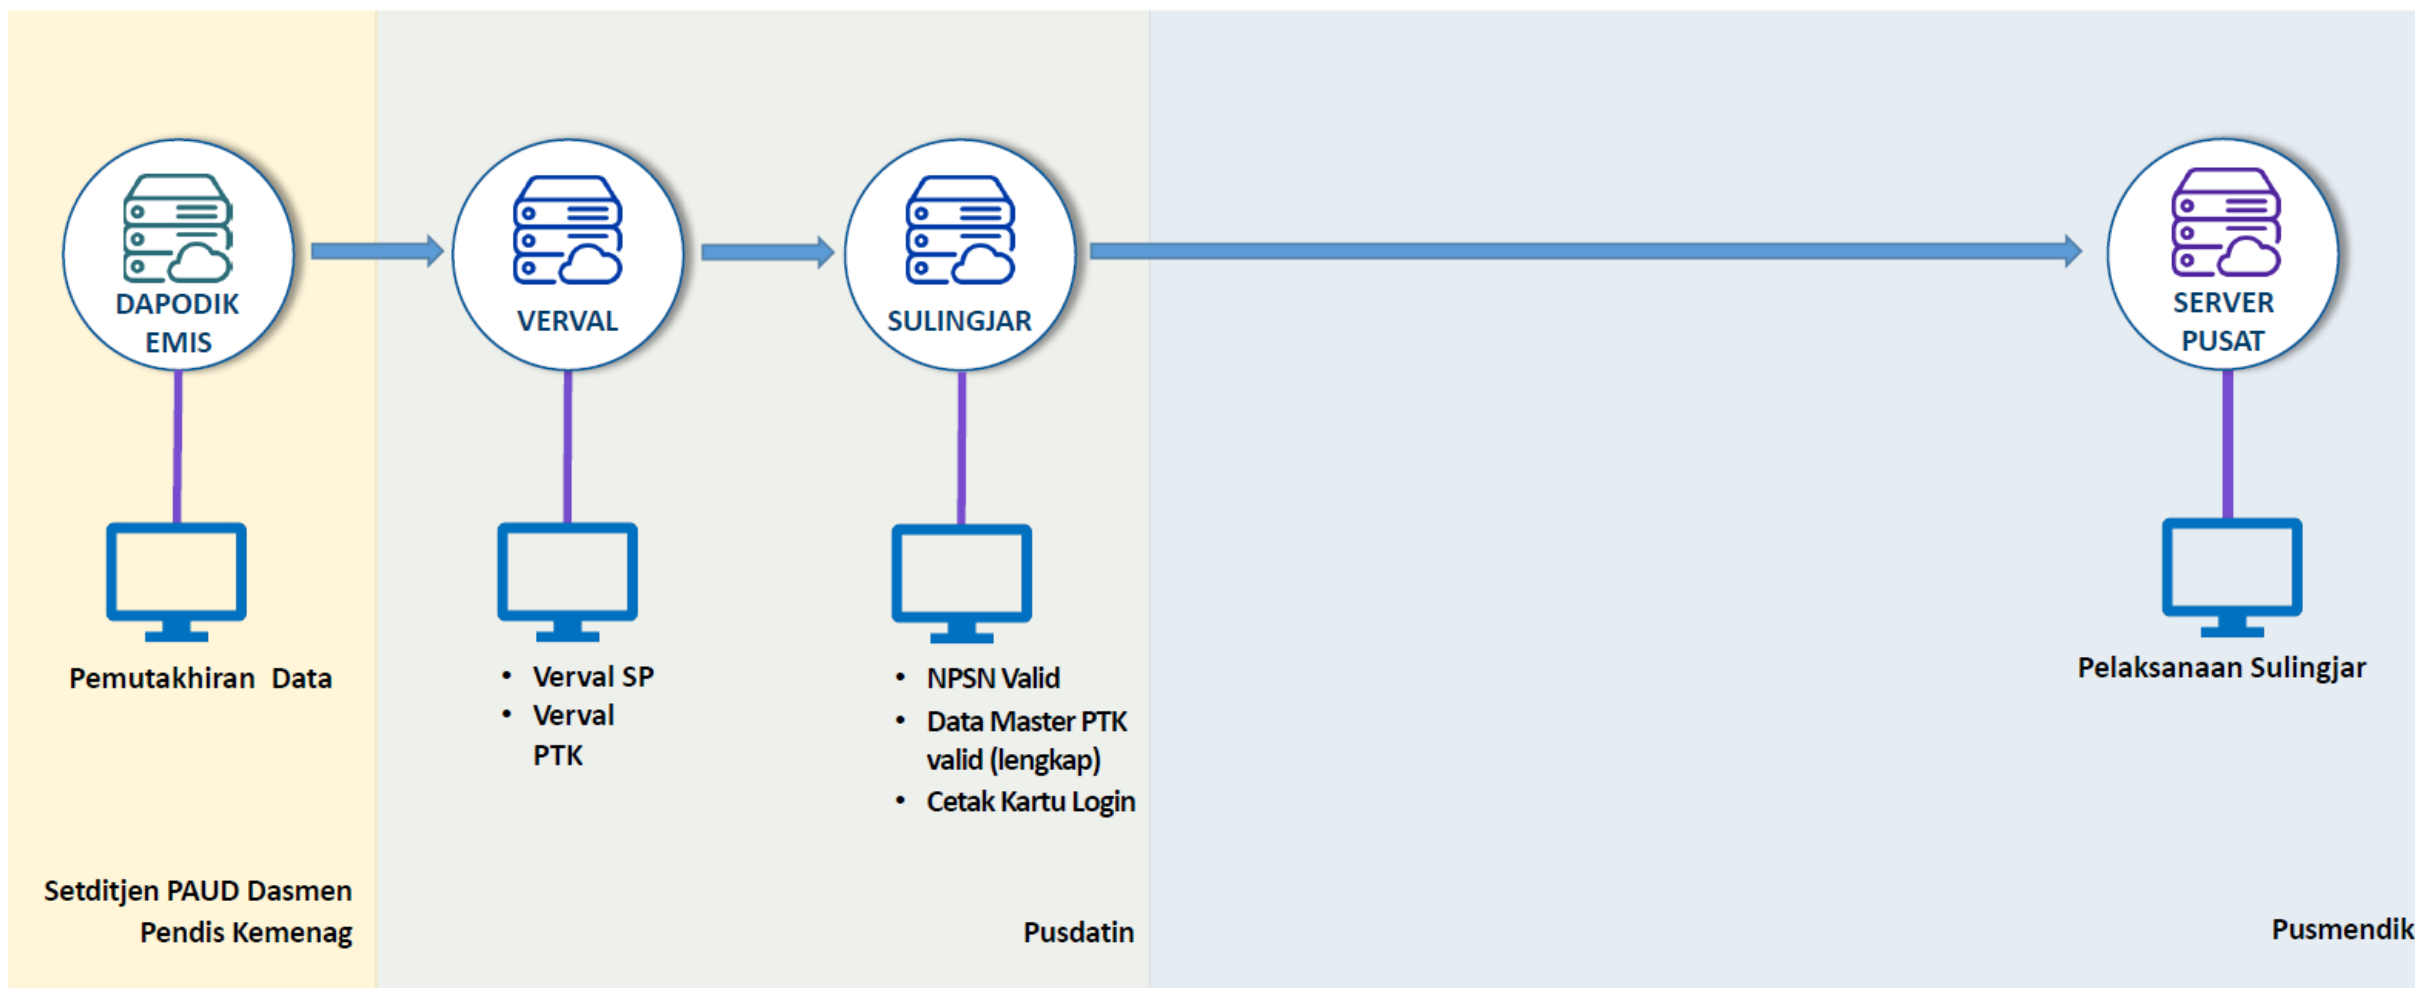 DAPODIK
EMIS
VERVAL
SULINGJAR
SERVER
PUSAT
Pemutakhiran Data
• Verval SP
• Verval
PTK
• NPSN Valid
• Data Master PTK
valid (lengkap)
• Cetak Kartu Login
Pelaksanaan Sulingjar
Setditjen PAUD Dasmen
Pendis Kemenag
Pusdatin
Pusmendik